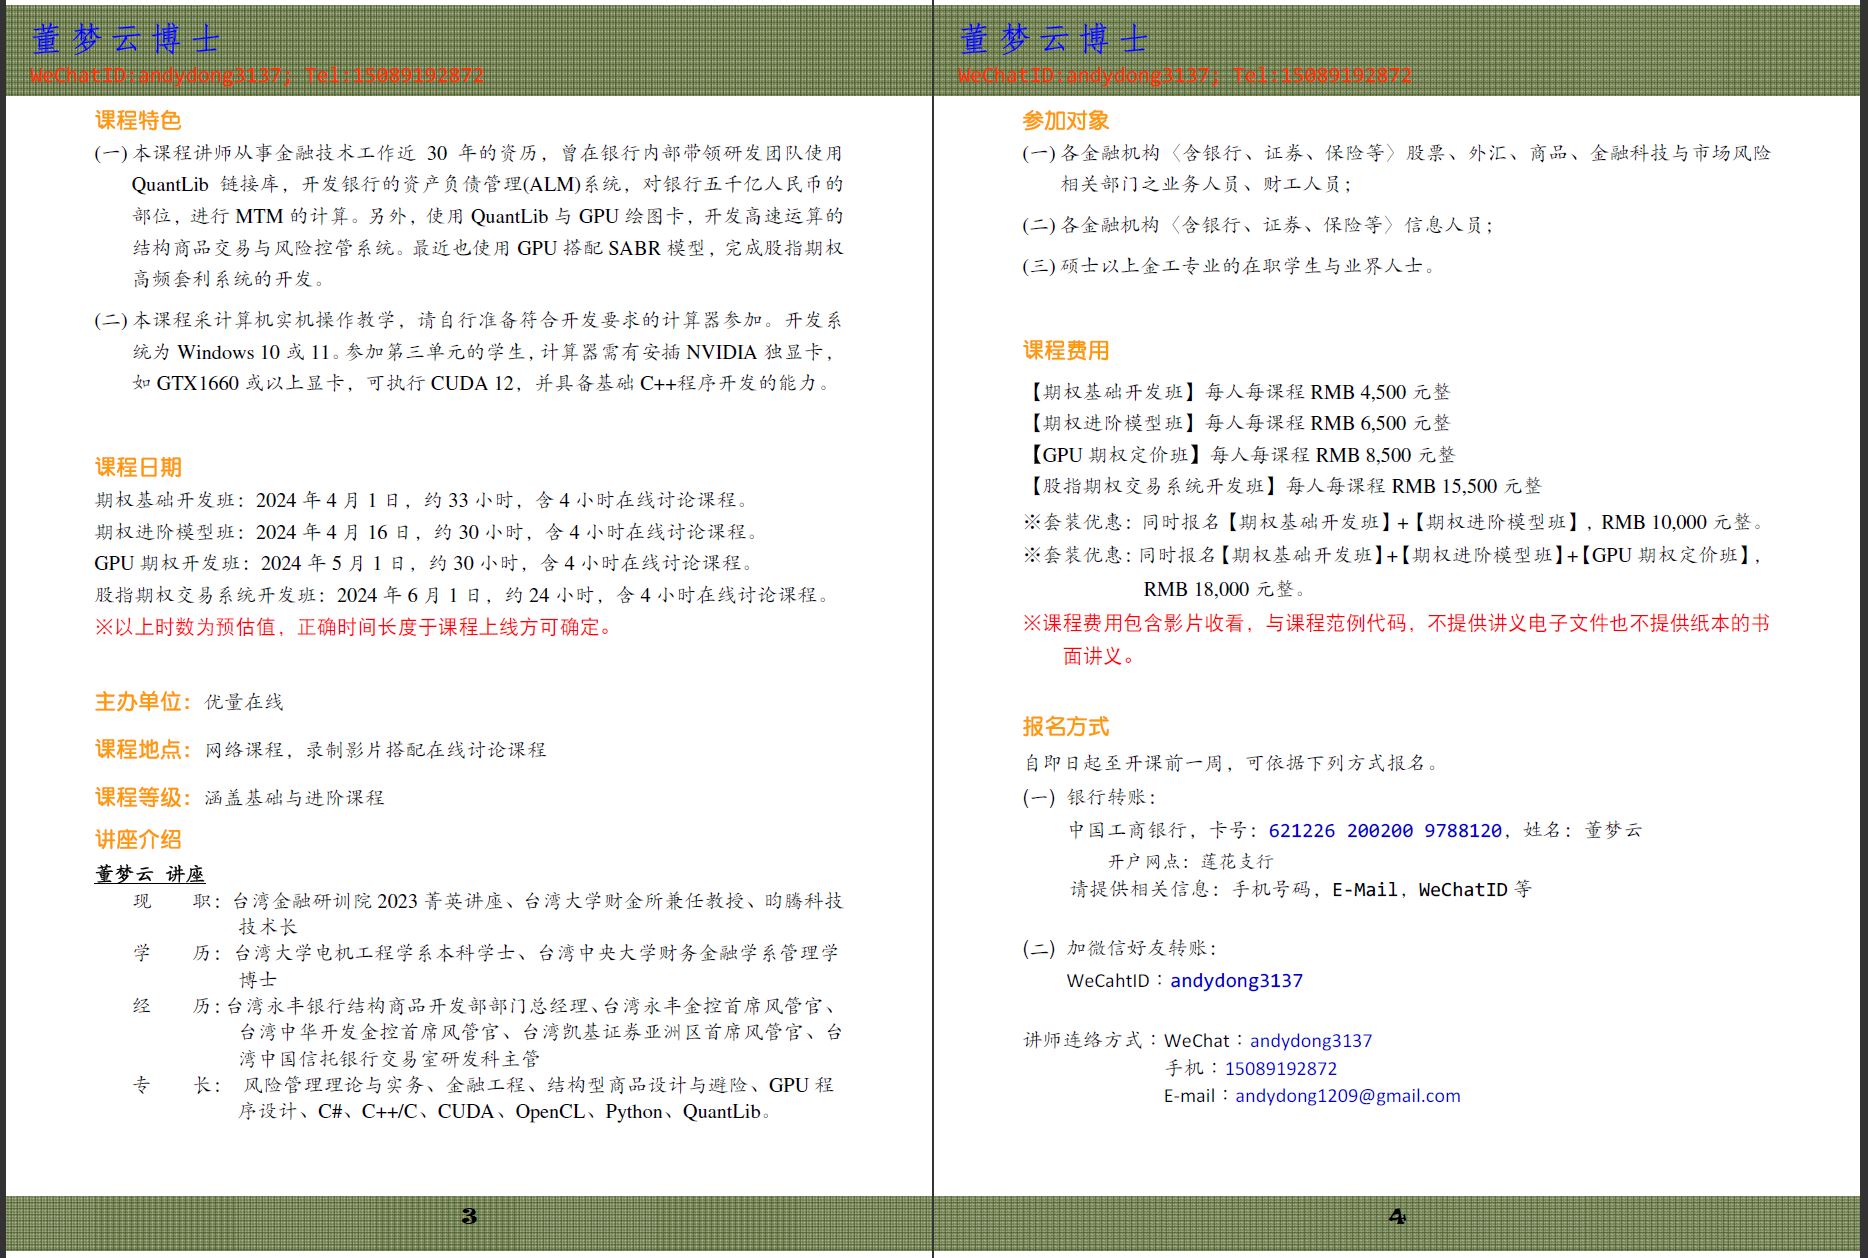 董梦云博士
WeChatID:andydong3137; Tel:15089192872
课程特色
(一) 本课程讲师从事金融技术工作近 30 年的资历，曾在银行内部带领研发团队使用
QuantLib 链接库，开发银行的资产负债管理(ALM)系统，对银行五千亿人民币的
部位，进行 MTM 的计算。另外，使用 QuantLib 与 GPU 绘图卡，开发高速运算的
结构商品交易与风险控管系统。最近也使用 GPU 搭配 SABR 模型，完成股指期权
高频套利系统的开发。
(二) 本课程采计算机实机操作教学，请自行准备符合开发要求的计算器参加。开发系
统为 Windows 10 或 11。参加第三单元的学生，计算器需有安插 NVIDIA 独显卡，
如 GTX1660 或以上显卡，可执行 CUDA 12，并具备基础 C++程序开发的能力。
课程日期
期权基础开发班：2024 年 4 月 1 日，约 33 小时，含 4 小时在线讨论课程。
期权进阶模型班：2024 年 4 月 16 日，约 30 小时，含 4 小时在线讨论课程。
GPU 期权开发班：2024 年 5 月 1 日，约 30 小时，含 4 小时在线讨论课程。
股指期权交易系统开发班：2024 年 6 月 1 日，约 24 小时，含 4 小时在线讨论课程。
※以上时数为预估值，正确时间长度于课程上线方可确定。
主办单位：优量在线
课程地点：网络课程，录制影片搭配在线讨论课程
课程等级：涵盖基础与进阶课程
讲座介绍
董梦云 讲座
现 职：台湾金融研训院 2023 菁英讲座、台湾大学财金所兼任教授、昀腾科技
技术长
学 历：台湾大学电机工程学系本科学士、台湾中央大学财务金融学系管理学
博士
经 历：台湾永丰银行结构商品开发部部门总经理、台湾永丰金控首席风管官、
台湾中华开发金控首席风管官、台湾凯基证券亚洲区首席风管官、台
湾中国信托银行交易室研发科主管
专 长： 风险管理理论与实务、金融工程、结构型商品设计与避险、GPU 程
序设计、C#、C++/C、CUDA、OpenCL、Python、QuantLib。
3
董梦云博士
WeChatID:andydong3137; Tel:15089192872
参加对象
(一) 各金融机构〈含银行、证券、保险等〉股票、外汇、商品、金融科技与市场风险
相关部门之业务人员、财工人员；
(二) 各金融机构〈含银行、证券、保险等〉信息人员；
(三) 硕士以上金工专业的在职学生与业界人士。
课程费用
【期权基础开发班】每人每课程 RMB 4,500 元整
【期权进阶模型班】每人每课程 RMB 6,500 元整
【GPU 期权定价班】每人每课程 RMB 8,500 元整
【股指期权交易系统开发班】每人每课程 RMB 15,500 元整
※套装优惠：同时报名【期权基础开发班】+【期权进阶模型班】，RMB 10,000 元整。
※套装优惠：同时报名【期权基础开发班】+【期权进阶模型班】+【GPU 期权定价班】，
RMB 18,000 元整。
※课程费用包含影片收看，与课程范例代码，不提供讲义电子文件也不提供纸本的书
面讲义。
报名方式
自即日起至开课前一周，可依据下列方式报名。
(一) 银行转账：
中国工商银行，卡号：621226 200200 9788120，姓名：董梦云
开户网点：莲花支行
请提供相关信息：手机号码，E-Mail，WeChatID 等
(二) 加微信好友转账：
WeCahtID：andydong3137
讲师连络方式：WeChat：andydong3137
手机：15089192872
E-mail：andydong1209@gmail.com
4